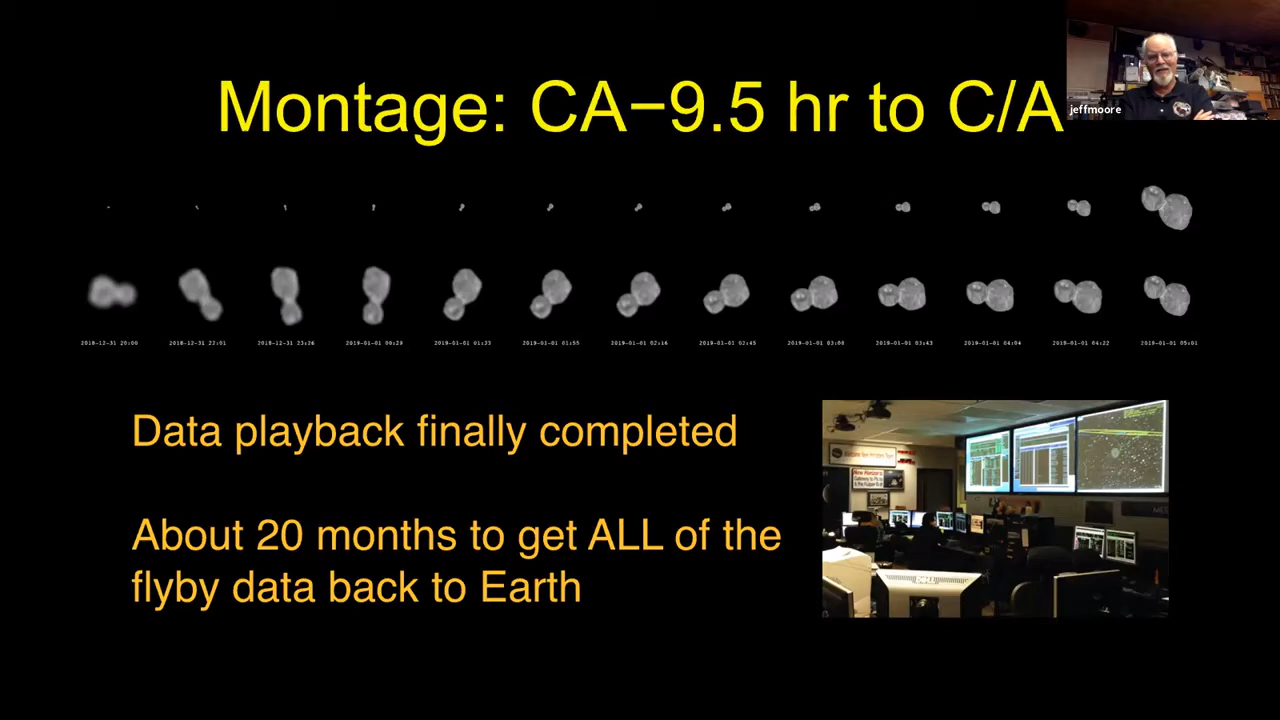 Montage: CA−9.5 hr to C/A
jeffmoore
2018-12-31 20:00 2018-12-31 22:01 2018-12-31 23:26 2019-01-01 00:29 2019-01-01 01:33 2019-01-01 01:55 2019-01-01 02:16 2019-01-01 02:45 2019-01-01 03:08 2019-01-01 03:43 2019-01-01 04:04 2019-01-01 04:22 2019-01-01 05:01
Data playback finally completed
About 20 months to get ALL of the
flyby data back to Earth
DELL